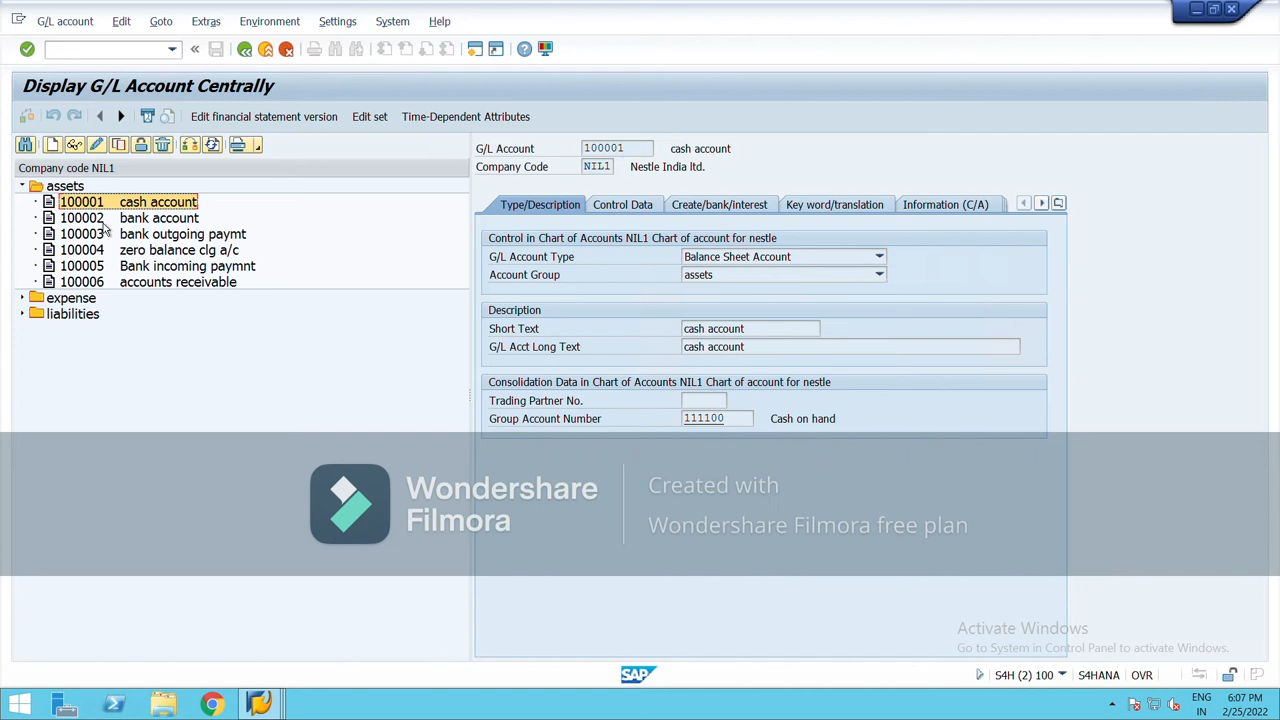 G/L account Edit Goto Extras Environment Settings System Help
Display G/L Account Centrally
Edit financial statement version Edit set Time-Dependent Attributes
Company code NIL1
assets
100001 cash account
100002 bank account
100003 bank outgoing paymt
100004 zero balance clg a/c
100005 Bank incoming paymnt
100006 accounts receivable
expense
liabilities
G/L Account 100001 cash account
Company Code NIL1 Nestle India ltd.
Type/Description Control Data Create/bank/interest Key word/translation Information (C/A)
Control in Chart of Accounts NIL1 Chart of account for nestle
G/L Account Type Balance Sheet Account
Account Group assets
Description
Short Text cash account
G/L Acct Long Text cash account
Consolidation Data in Chart of Accounts NIL1 Chart of account for nestle
Trading Partner No.
Group Account Number 111100 Cash on hand
Wondershare
Filmora
Created with
Wondershare Filmora free plan
Activate Windows
Go to System in Control Panel to activate Windows.
SAP
S4H (2) 100 S4HANA OVR
ENG
IN
6:07 PM
2/25/2022